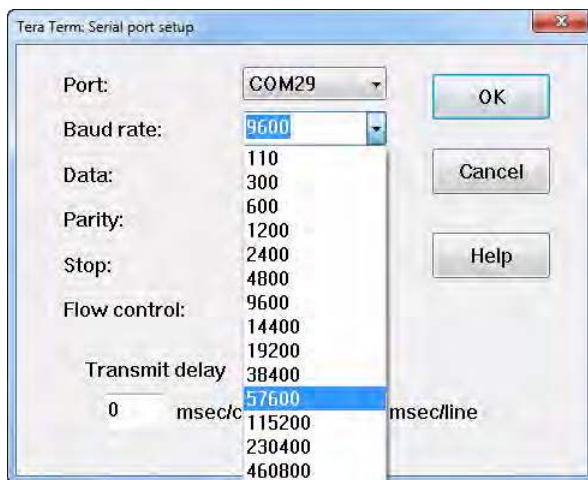 Tera Term: Serial port setup
Port:
COM29
OK
Baud rate:
9600
110
300
600
1200
2400
4800
9600
14400
19200
38400
57600
115200
230400
460800
Data:
Cancel
Parity:
Stop:
Help
Flow control:
Transmit delay
0 msec/c
msec/line